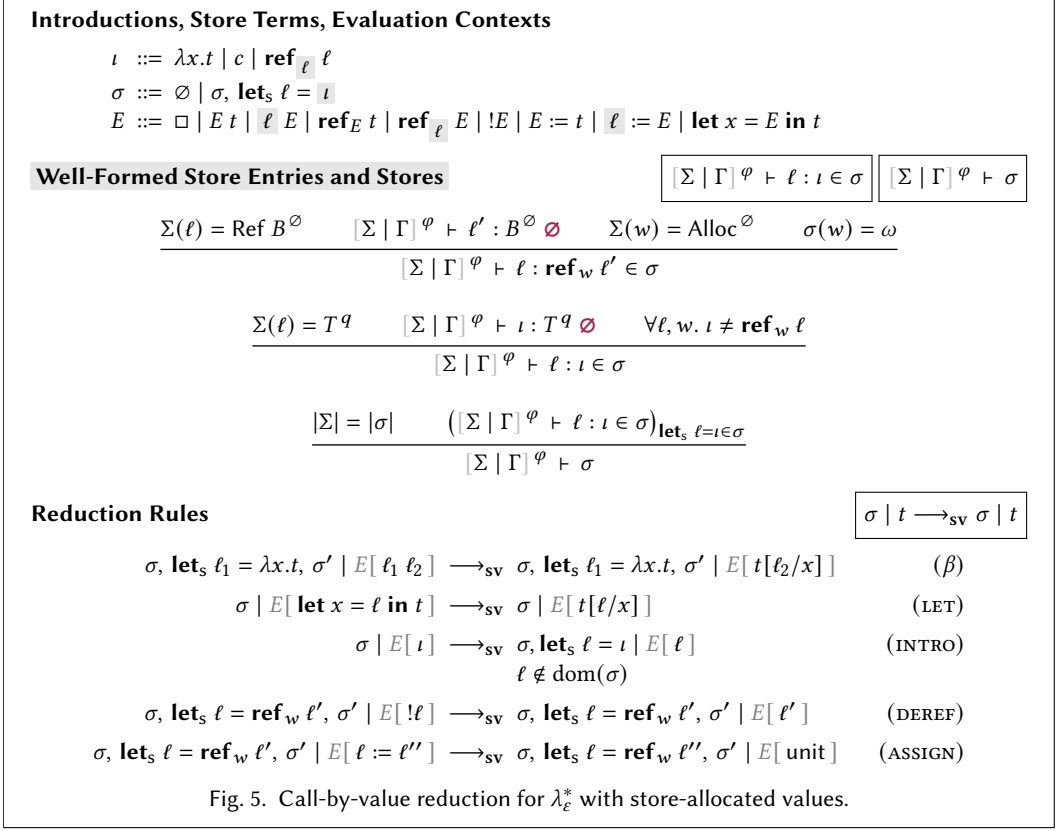 Introductions, Store Terms, Evaluation Contexts
ι ::= λx.t | c | ref_ℓ ℓ
σ ::= ∅ | σ, let_s ℓ = ι
E ::= □ | E t | ℓ E | ref_E t | ref_ℓ E | !E | E := t | ℓ := E | let x = E in t
Well-Formed Store Entries and Stores [Σ | Γ]^φ ⊢ ℓ : ι ∈ σ [Σ | Γ]^φ ⊢ σ
Σ(ℓ) = Ref B^∅ [Σ | Γ]^φ ⊢ ℓ′ : B^∅ ∅ Σ(w) = Alloc^∅ σ(w) = ω
[Σ | Γ]^φ ⊢ ℓ : ref_w ℓ′ ∈ σ
Σ(ℓ) = T^q [Σ | Γ]^φ ⊢ ι : T^q ∅ ∀ℓ, w. ι ≠ ref_w ℓ
[Σ | Γ]^φ ⊢ ℓ : ι ∈ σ
|Σ| = |σ| ([Σ | Γ]^φ ⊢ ℓ : ι ∈ σ)_{let_s ℓ=ι∈σ}
[Σ | Γ]^φ ⊢ σ
Reduction Rules σ | t ⟶_sv σ | t
σ, let_s ℓ₁ = λx.t, σ′ | E[ ℓ₁ ℓ₂ ] ⟶_sv σ, let_s ℓ₁ = λx.t, σ′ | E[ t[ℓ₂/x] ] (β)
σ | E[ let x = ℓ in t ] ⟶_sv σ | E[ t[ℓ/x] ] (LET)
σ | E[ ι ] ⟶_sv σ, let_s ℓ = ι | E[ ℓ ] (INTRO)
ℓ ∉ dom(σ)
σ, let_s ℓ = ref_w ℓ′, σ′ | E[ !ℓ ] ⟶_sv σ, let_s ℓ = ref_w ℓ′, σ′ | E[ ℓ′ ] (DEREF)
σ, let_s ℓ = ref_w ℓ′, σ′ | E[ ℓ := ℓ″ ] ⟶_sv σ, let_s ℓ = ref_w ℓ″, σ′ | E[ unit ] (ASSIGN)
Fig. 5. Call-by-value reduction for λ*_ε with store-allocated values.